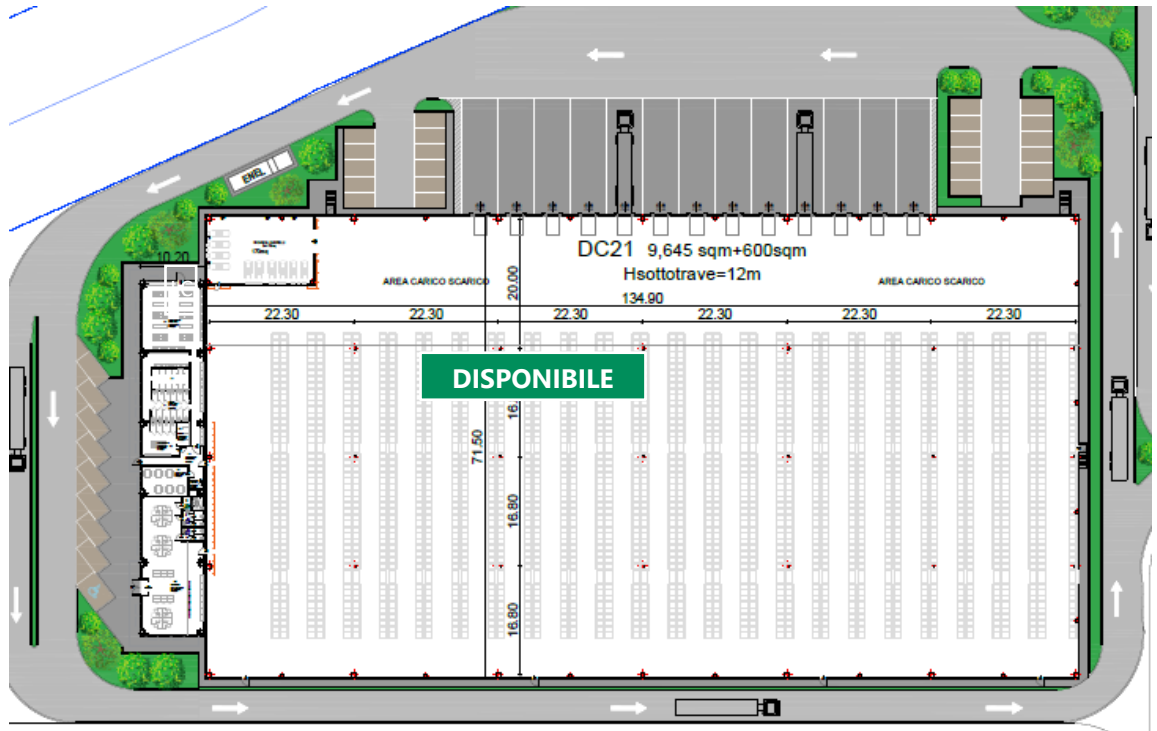 ENEL
10.20
DC21 9,645 sqm+600sqm
Hsottotrave=12m
AREA CARICO SCARICO
20.00
AREA CARICO SCARICO
134.90
22.30
22.30
22.30
22.30
22.30
22.30
DISPONIBILE
71.50
16.80
16.80